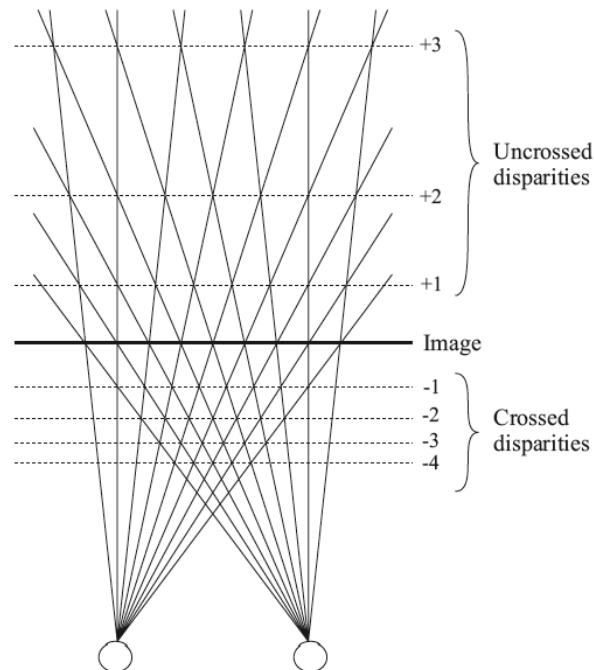 +3
Uncrossed
disparities
+2
+1
Image
-1
-2
Crossed
disparities
-3
-4